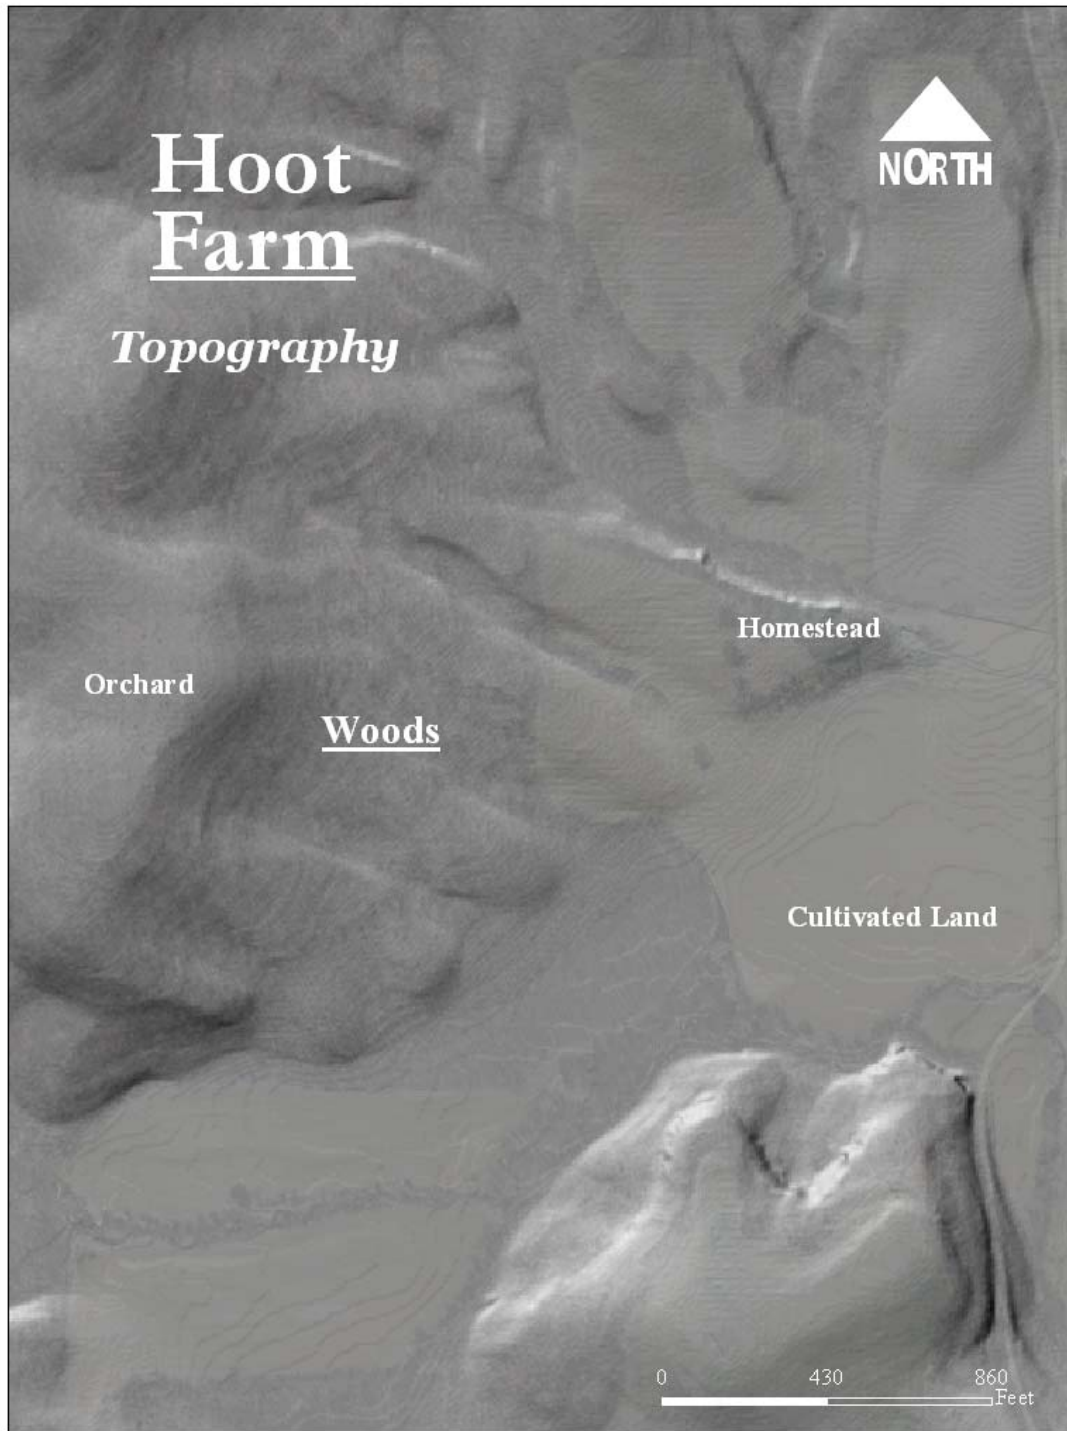 Hoot
Farm
Topography
NORTH
Homestead
Orchard
Woods
Cultivated Land
0 430 860
Feet